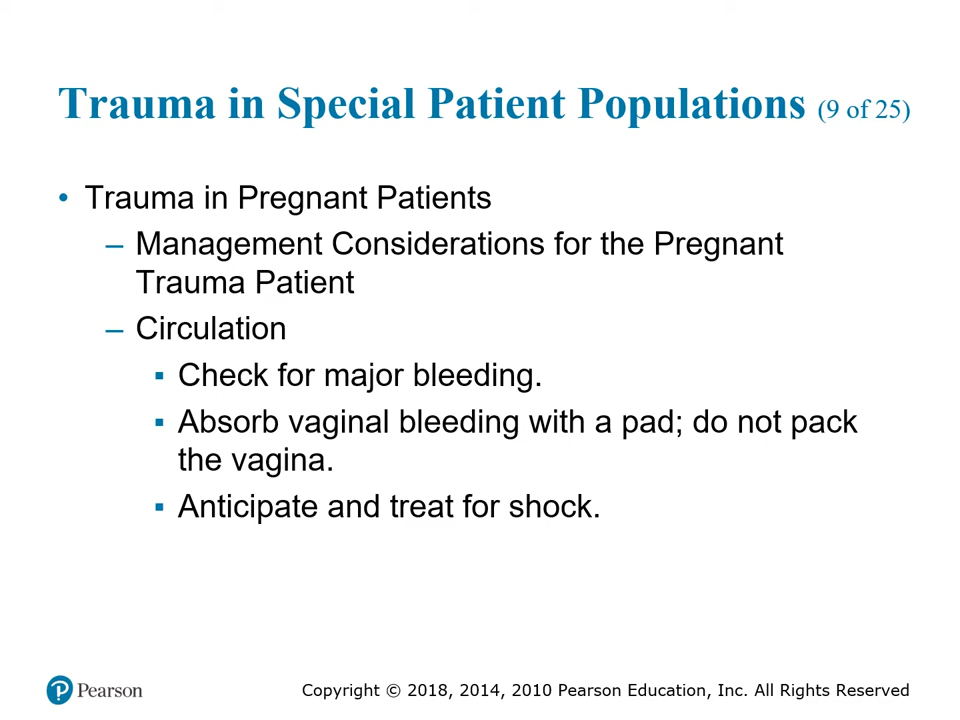 Trauma in Special Patient Populations (9 of 25)
• Trauma in Pregnant Patients
– Management Considerations for the Pregnant
Trauma Patient
– Circulation
▪ Check for major bleeding.
▪ Absorb vaginal bleeding with a pad; do not pack
the vagina.
▪ Anticipate and treat for shock.
Pearson
Copyright © 2018, 2014, 2010 Pearson Education, Inc. All Rights Reserved